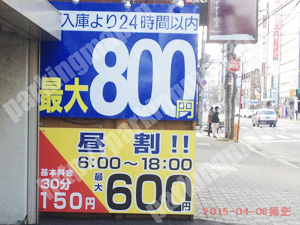 入庫より24時間以内
最大800円
昼割!!
6:00～18:00
基本料金
30分
150円
最大600円
2015-04-08撮影